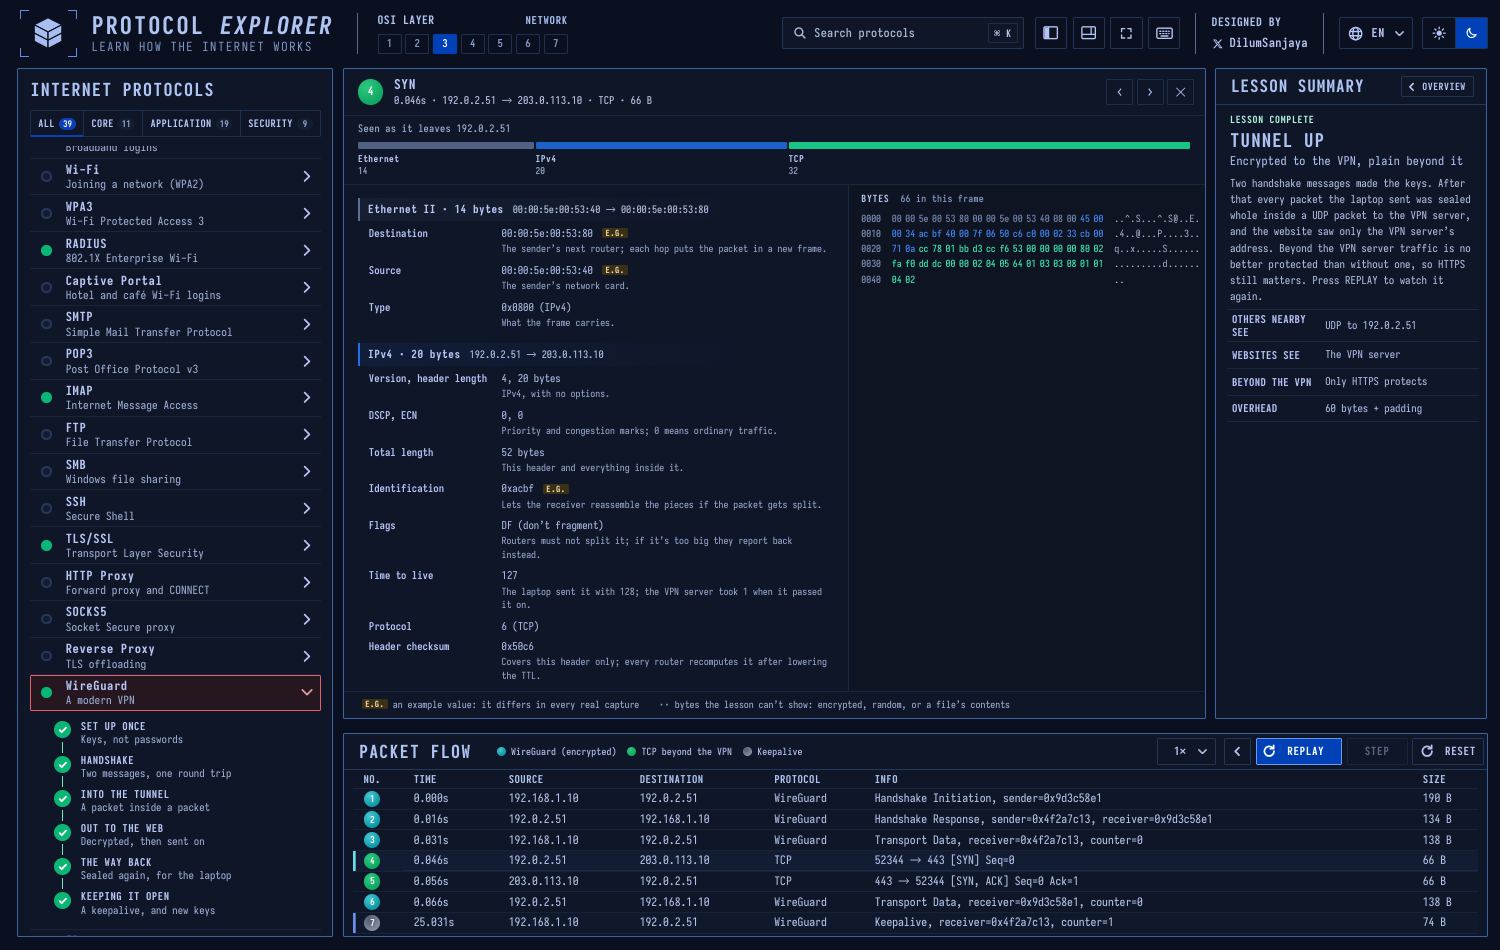 PROTOCOL EXPLORER
LEARN HOW THE INTERNET WORKS
OSI LAYER NETWORK
1 2 3 4 5 6 7
Search protocols ⌘ K
DESIGNED BY
DilumSanjaya
EN
INTERNET PROTOCOLS
ALL 39 CORE 11 APPLICATION 19 SECURITY 9
Broadband logins
Wi-Fi
Joining a network (WPA2)
WPA3
Wi-Fi Protected Access 3
RADIUS
802.1X Enterprise Wi-Fi
Captive Portal
Hotel and café Wi-Fi logins
SMTP
Simple Mail Transfer Protocol
POP3
Post Office Protocol v3
IMAP
Internet Message Access
FTP
File Transfer Protocol
SMB
Windows file sharing
SSH
Secure Shell
TLS/SSL
Transport Layer Security
HTTP Proxy
Forward proxy and CONNECT
SOCKS5
Socket Secure proxy
Reverse Proxy
TLS offloading
WireGuard
A modern VPN
SET UP ONCE
Keys, not passwords
HANDSHAKE
Two messages, one round trip
INTO THE TUNNEL
A packet inside a packet
OUT TO THE WEB
Decrypted, then sent on
THE WAY BACK
Sealed again, for the laptop
KEEPING IT OPEN
A keepalive, and new keys
4 SYN
0.046s · 192.0.2.51 → 203.0.113.10 · TCP · 66 B
Seen as it leaves 192.0.2.51
Ethernet IPv4 TCP
14 20 32
Ethernet II · 14 bytes 00:00:5e:00:53:40 → 00:00:5e:00:53:80
Destination 00:00:5e:00:53:80 E.G.
The sender's next router; each hop puts the packet in a new frame.
Source 00:00:5e:00:53:40 E.G.
The sender's network card.
Type 0x0800 (IPv4)
What the frame carries.
IPv4 · 20 bytes 192.0.2.51 → 203.0.113.10
Version, header length 4, 20 bytes
IPv4, with no options.
DSCP, ECN 0, 0
Priority and congestion marks; 0 means ordinary traffic.
Total length 52 bytes
This header and everything inside it.
Identification 0xacbf E.G.
Lets the receiver reassemble the pieces if the packet gets split.
Flags DF (don't fragment)
Routers must not split it; if it's too big they report back
instead.
Time to live 127
The laptop sent it with 128; the VPN server took 1 when it passed
it on.
Protocol 6 (TCP)
Header checksum 0x50c6
Covers this header only; every router recomputes it after lowering
the TTL.
E.G. an example value: it differs in every real capture ·· bytes the lesson can't show: encrypted, random, or a file's contents
BYTES 66 in this frame
0000 00 00 5e 00 53 80 00 00 5e 00 53 40 08 00 45 00 ..^.S...^.S@..E.
0010 00 34 ac bf 40 00 7f 06 50 c6 c0 00 02 33 cb 00 .4..@...P....3..
0020 71 0a cc 78 01 bb d3 cc f6 53 00 00 00 00 80 02 q..x.....S......
0030 fa f0 dd dc 00 00 02 04 05 64 01 03 03 08 01 01 .........d......
0040 04 02 ..
LESSON SUMMARY OVERVIEW
LESSON COMPLETE
TUNNEL UP
Encrypted to the VPN, plain beyond it
Two handshake messages made the keys. After
that every packet the laptop sent was sealed
whole inside a UDP packet to the VPN server,
and the website saw only the VPN server's
address. Beyond the VPN server traffic is no
better protected than without one, so HTTPS
still matters. Press REPLAY to watch it
again.
OTHERS NEARBY SEE UDP to 192.0.2.51
WEBSITES SEE The VPN server
BEYOND THE VPN Only HTTPS protects
OVERHEAD 60 bytes + padding
PACKET FLOW WireGuard (encrypted) TCP beyond the VPN Keepalive 1× REPLAY STEP RESET
NO. TIME SOURCE DESTINATION PROTOCOL INFO SIZE
1 0.000s 192.168.1.10 192.0.2.51 WireGuard Handshake Initiation, sender=0x9d3c58e1 190 B
2 0.016s 192.0.2.51 192.168.1.10 WireGuard Handshake Response, sender=0x4f2a7c13, receiver=0x9d3c58e1 134 B
3 0.031s 192.168.1.10 192.0.2.51 WireGuard Transport Data, receiver=0x4f2a7c13, counter=0 138 B
4 0.046s 192.0.2.51 203.0.113.10 TCP 52344 → 443 [SYN] Seq=0 66 B
5 0.056s 203.0.113.10 192.0.2.51 TCP 443 → 52344 [SYN, ACK] Seq=0 Ack=1 66 B
6 0.066s 192.0.2.51 192.168.1.10 WireGuard Transport Data, receiver=0x9d3c58e1, counter=0 138 B
7 25.031s 192.168.1.10 192.0.2.51 WireGuard Keepalive, receiver=0x4f2a7c13, counter=1 74 B